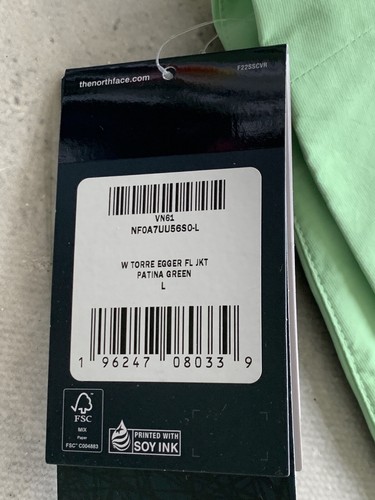 thenorthface.com
F22SSCVR
VN61
NF0A7UU56S0-L
W TORRE EGGER FL JKT
PATINA GREEN
L
1 96247 08033 9
FSC
MIX
Paper
FSC® C004883
PRINTED WITH
SOY INK